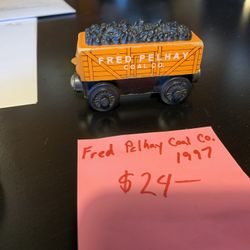 FRED PELHAY
COAL CO.
Fred Pelhay Coal Co.
1997
$24—